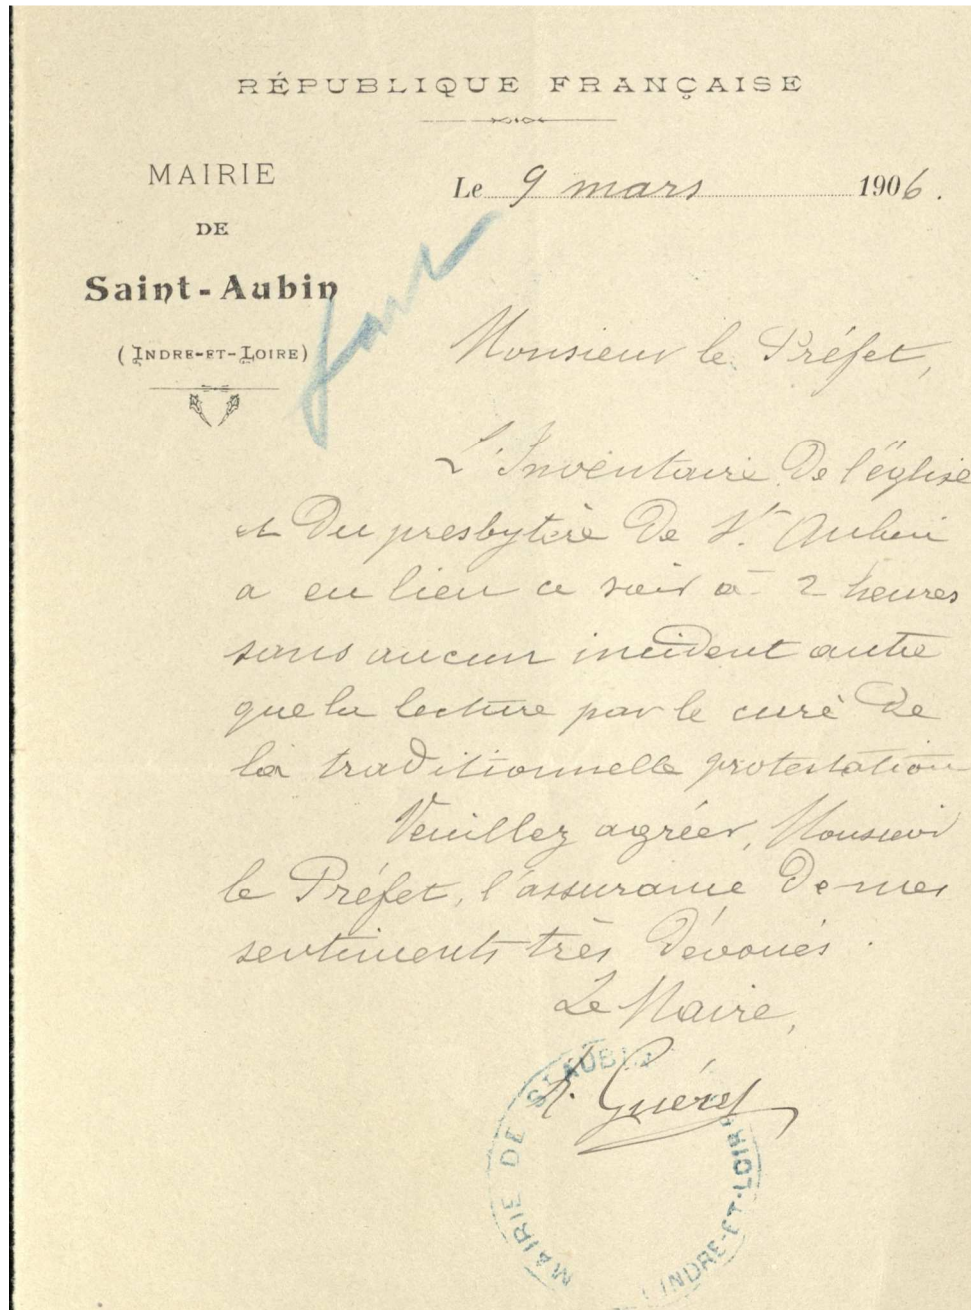 RÉPUBLIQUE FRANÇAISE
MAIRIE
DE
Saint-Aubin
(INDRE-ET-LOIRE)
Le 9 mars 1906.
Monsieur le Préfet,
L'Inventaire de l'église
et du presbytère de St. Aubin
a eu lieu ce soir à 2 heures
sans aucun incident autre
que la lecture par le curé de
la traditionnelle protestation
Veuillez agréer, Monsieur
le Préfet, l'assurance de mes
sentiments très dévoués.
Le Maire,
MAIRIE DE ST AUBIN
INDRE-ET-LOIRE